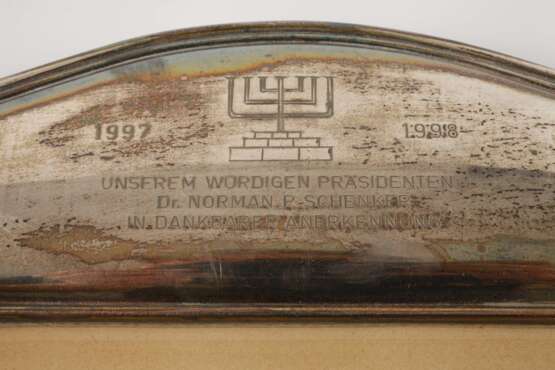 1997 1998
UNSEREM WÜRDIGEN PRÄSIDENTEN
Dr. NORMAN P. SCHENKER
IN DANKBARER ANERKENNUNG